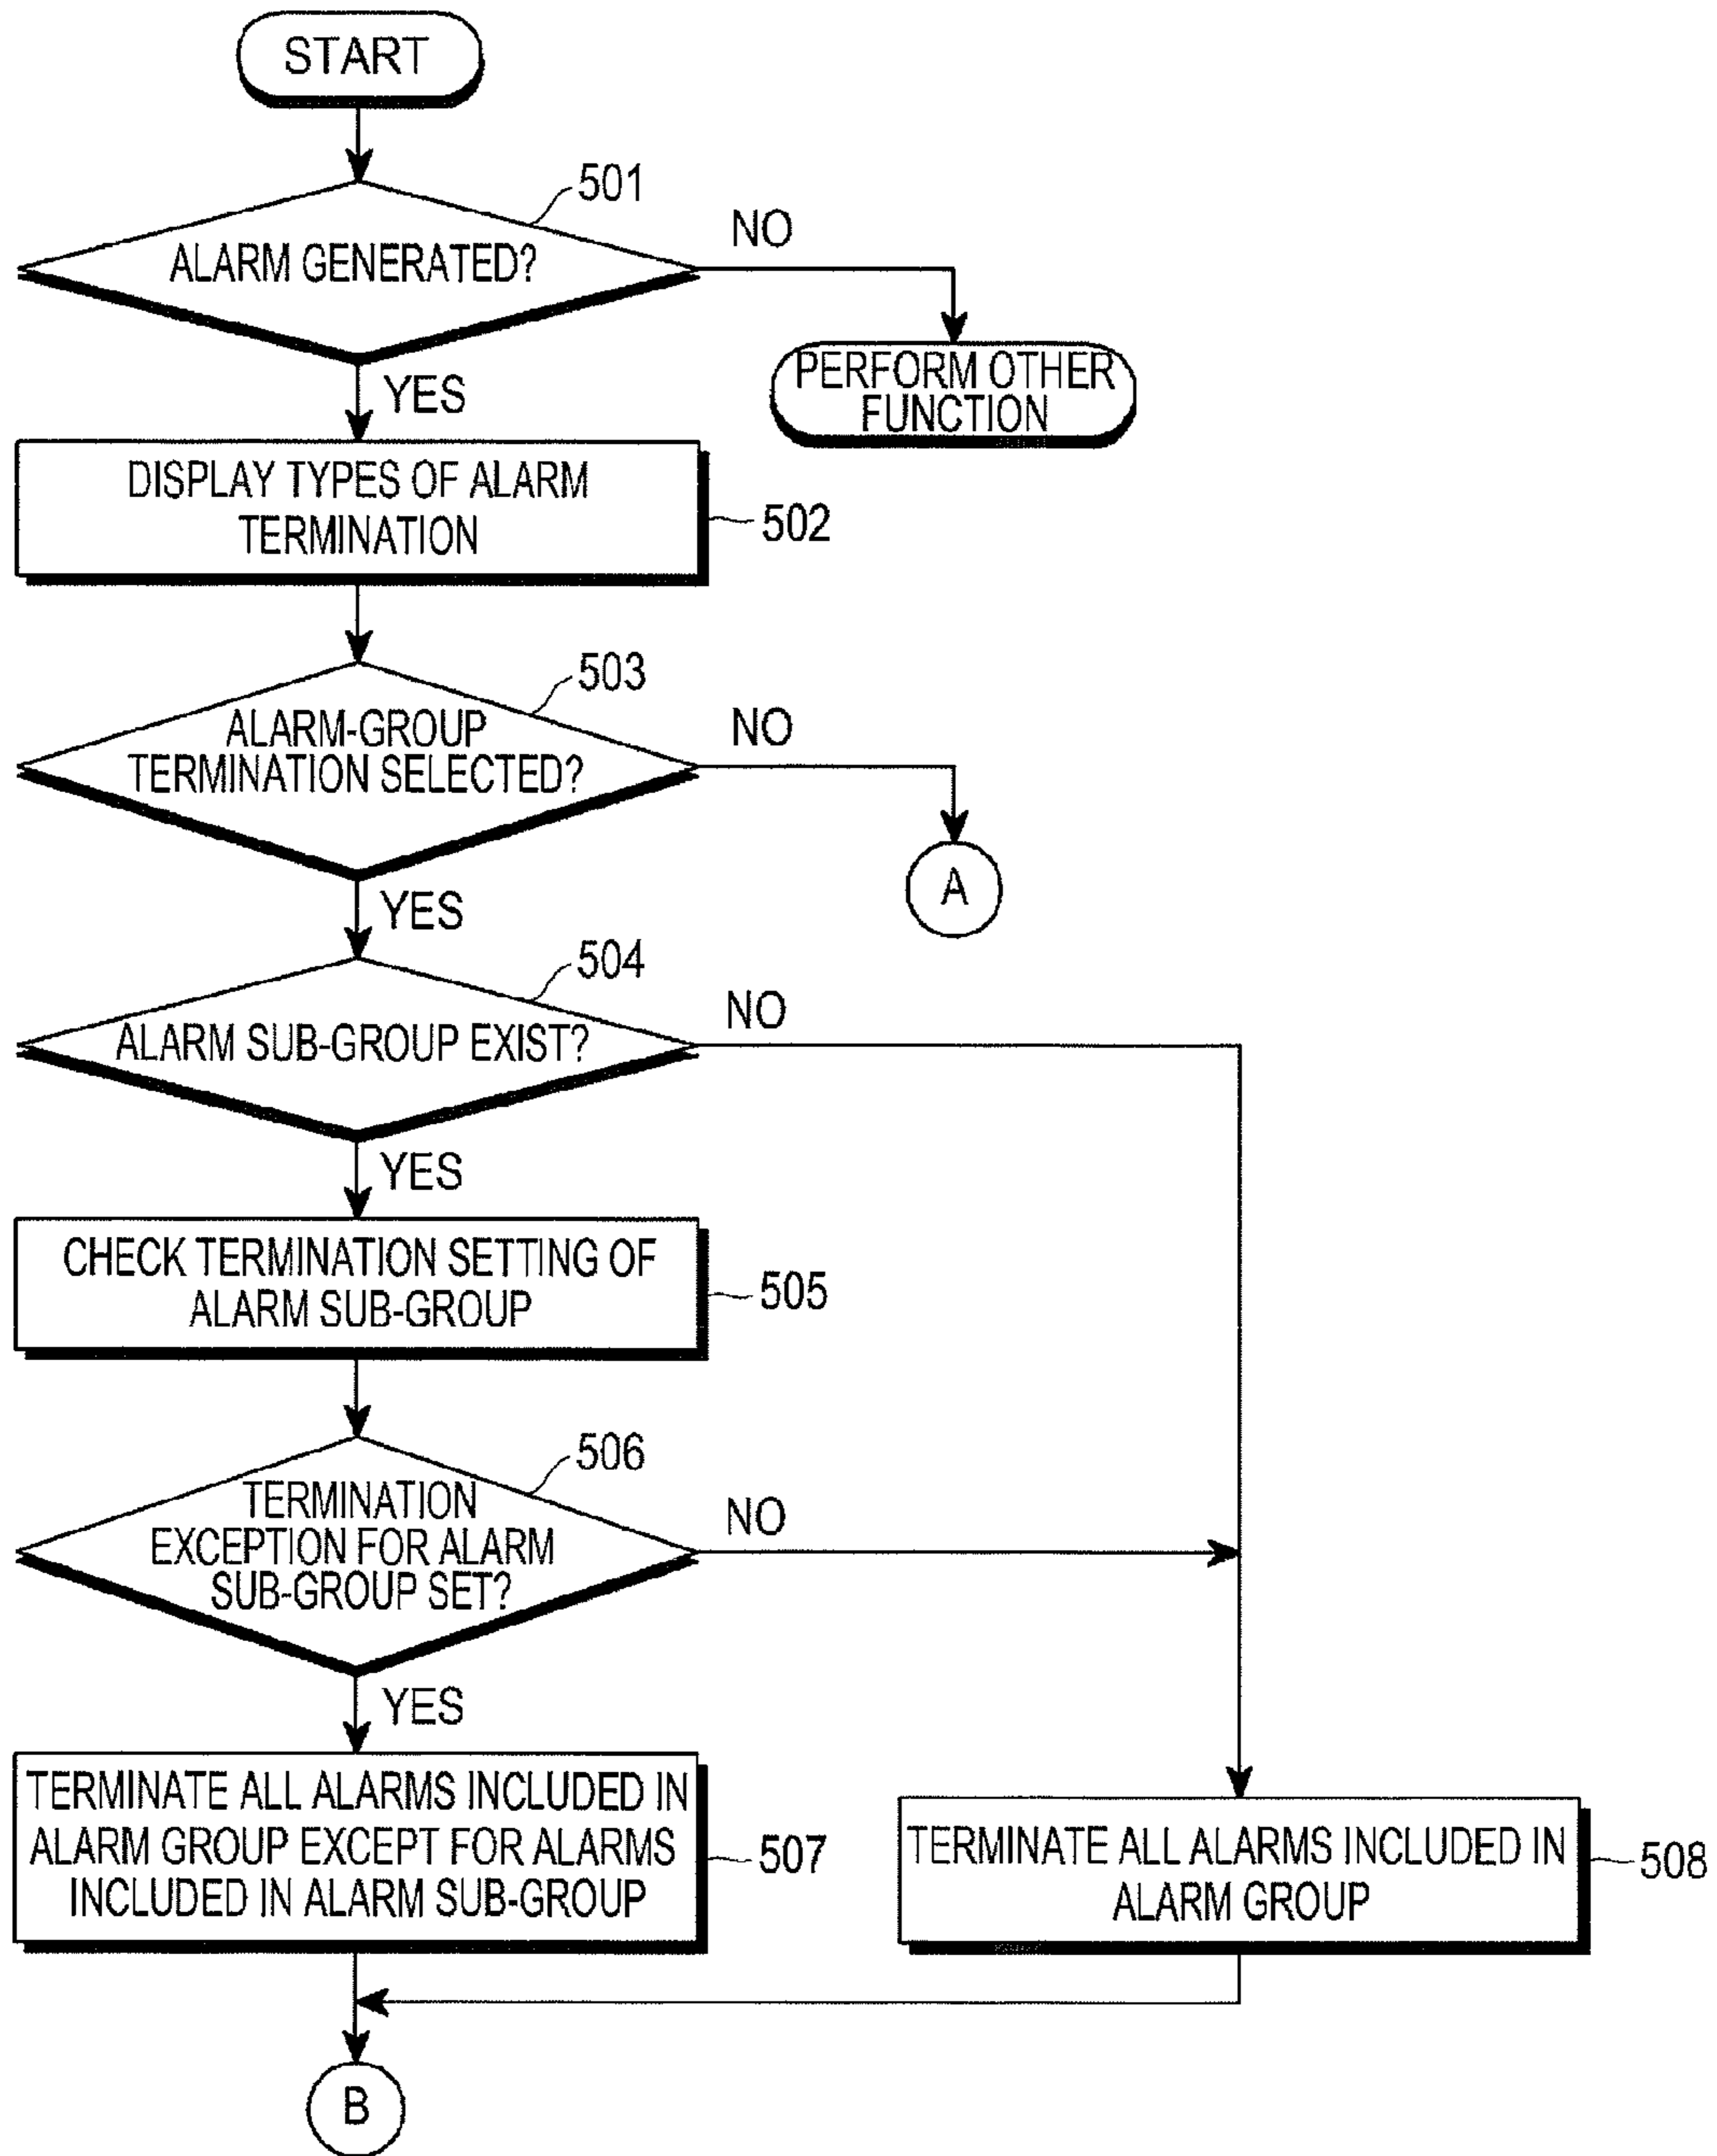 START
501
ALARM GENERATED?
NO
PERFORM OTHER
FUNCTION
YES
DISPLAY TYPES OF ALARM
TERMINATION
502
503
ALARM-GROUP
TERMINATION SELECTED?
NO
A
YES
504
ALARM SUB-GROUP EXIST?
NO
YES
CHECK TERMINATION SETTING OF
ALARM SUB-GROUP
505
506
TERMINATION
EXCEPTION FOR ALARM
SUB-GROUP SET?
NO
YES
TERMINATE ALL ALARMS INCLUDED IN
ALARM GROUP EXCEPT FOR ALARMS
INCLUDED IN ALARM SUB-GROUP
507
TERMINATE ALL ALARMS INCLUDED IN
ALARM GROUP
508
B